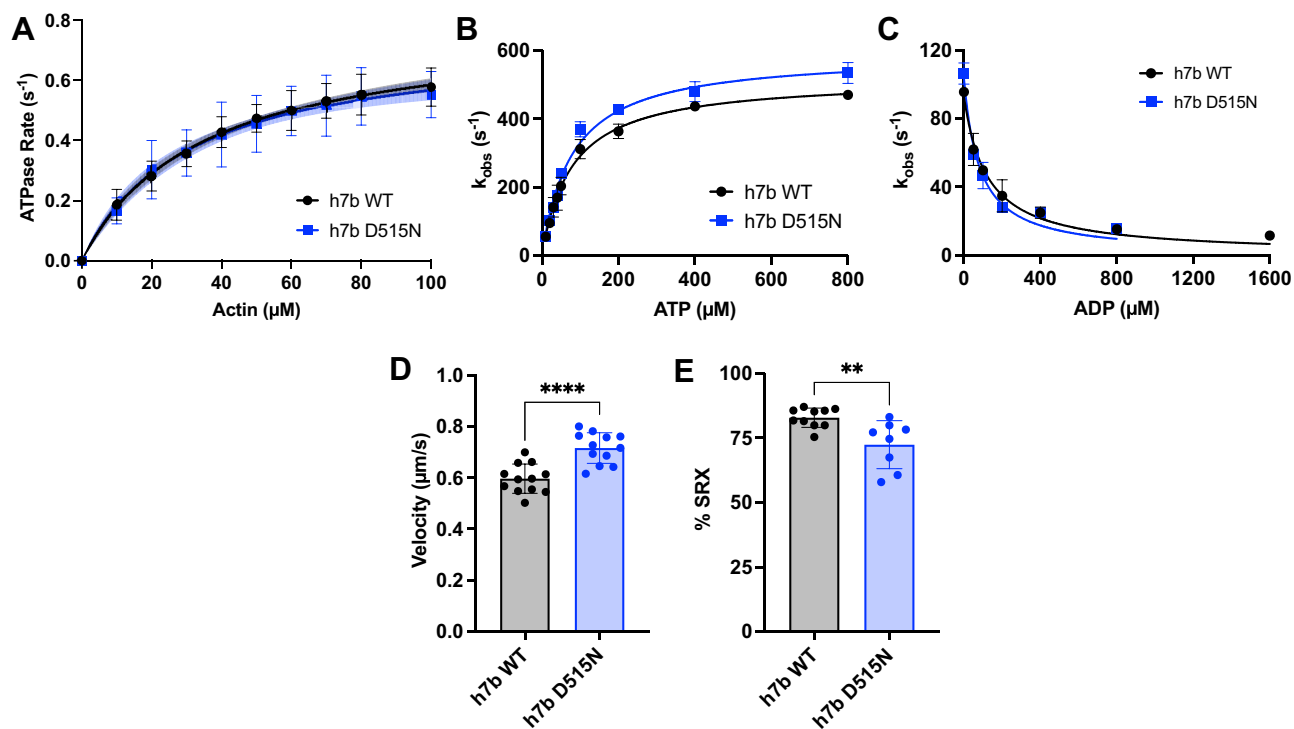 A
ATPase Rate (s-1)
0.8
0.6
0.4
0.2
0.0
0 20 40 60 80 100
Actin (µM)
h7b WT
h7b D515N
B
kobs (s-1)
600
400
200
0
0 200 400 600 800
ATP (µM)
h7b WT
h7b D515N
C
kobs (s-1)
120
80
40
0
0 400 800 1200 1600
ADP (µM)
h7b WT
h7b D515N
D
Velocity (µm/s)
1.0
0.8
0.6
0.4
0.2
0.0
****
h7b WT
h7b D515N
E
% SRX
100
75
50
25
0
**
h7b WT
h7b D515N